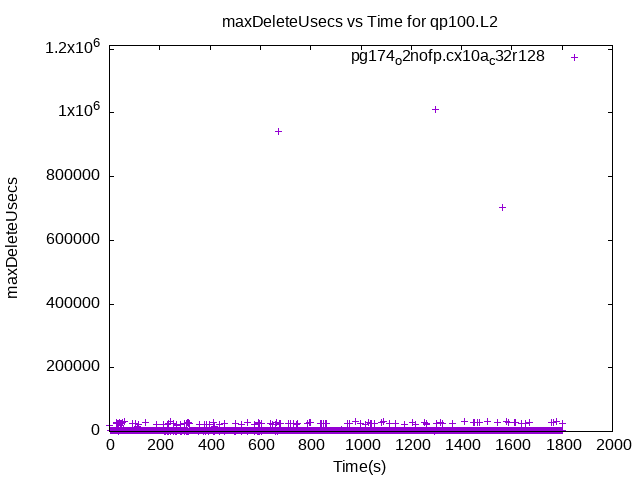 maxDeleteUsecs vs Time for qp100.L2
1.2x10^6
1x10^6
800000
600000
400000
200000
0
maxDeleteUsecs
pg174_o2nofp.cx10a_c32r128
0 200 400 600 800 1000 1200 1400 1600 1800 2000
Time(s)